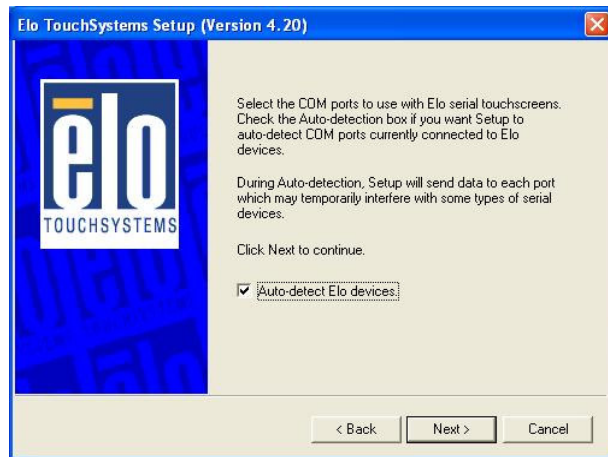 Elo TouchSystems Setup (Version 4.20)
ēlo
TOUCHSYSTEMS
Select the COM ports to use with Elo serial touchscreens.
Check the Auto-detection box if you want Setup to
auto-detect COM ports currently connected to Elo
devices.
During Auto-detection, Setup will send data to each port
which may temporarily interfere with some types of serial
devices.
Click Next to continue.
Auto-detect Elo devices.
< Back
Next >
Cancel